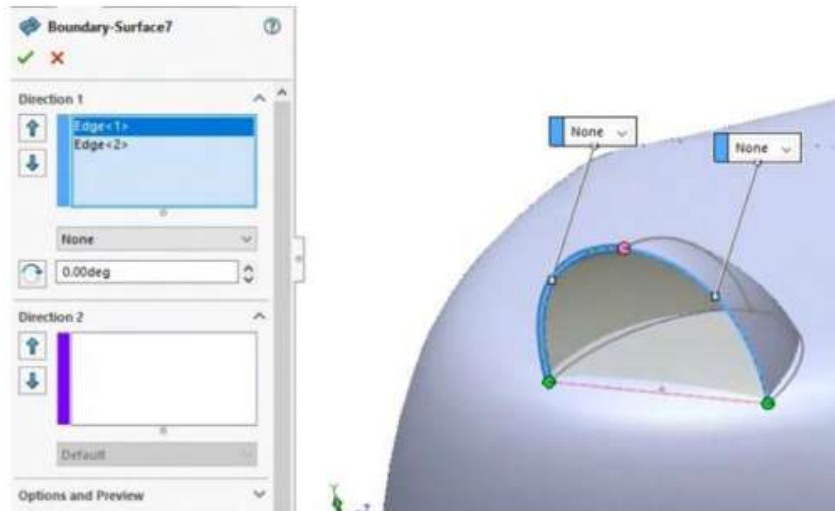 Boundary-Surface7
Direction 1
Edge<1>
Edge<2>
None
0.00deg
Direction 2
Default
Options and Preview
None
None
Y